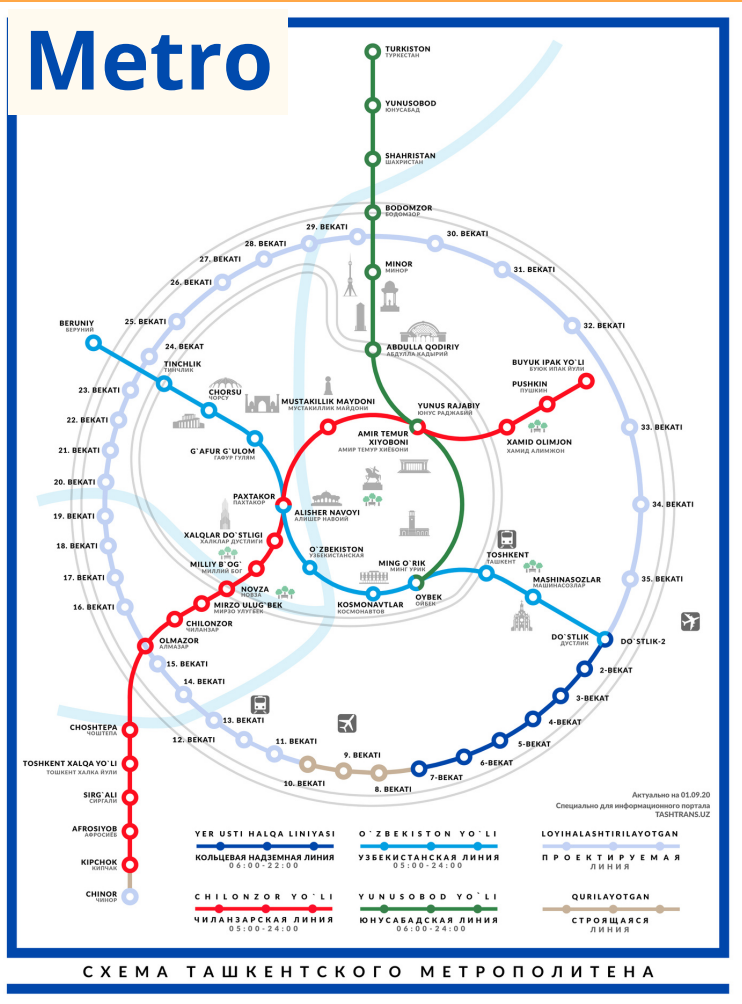 Metro
TURKISTON
ТУРКЕСТАН
YUNUSOBOD
ЮНУСАБАД
SHAHRISTAN
ШАХРИСТАН
BODOMZOR
БОДОМЗОР
29. BEKATI
30. BEKATI
28. BEKATI
27. BEKATI
MINOR
МИНОР
31. BEKATI
26. BEKATI
25. BEKATI
32. BEKATI
BERUNIY
БЕРУНИЙ
24. BEKAT
ABDULLA QODIRIY
АБДУЛЛА КАДЫРИЙ
TINCHLIK
ТИНЧЛИК
BUYUK IPAK YO`LI
БУЮК ИПАК ЙУЛИ
23. BEKATI
CHORSU
ЧОРСУ
PUSHKIN
ПУШКИН
MUSTAKILLIK MAYDONI
МУСТАКИЛЛИК МАЙДОНИ
YUNUS RAJABIY
ЮНУС РАДЖАБИЙ
22. BEKATI
33. BEKATI
AMIR TEMUR
XIYOBONI
АМИР ТЕМУР ХИЁБОНИ
XAMID OLIMJON
ХАМИД АЛИМЖОН
G`AFUR G`ULOM
ГАФУР ГУЛЯМ
21. BEKATI
20. BEKATI
PAXTAKOR
ПАХТАКОР
34. BEKATI
ALISHER NAVOYI
АЛИШЕР НАВОИЙ
19. BEKATI
XALQLAR DO`STLIGI
ХАЛКЛАР ДУСТЛИГИ
18. BEKATI
O`ZBEKISTON
УЗБЕКИСТАНСКАЯ
TOSHKENT
ТАШКЕНТ
MILLIY B`OG`
МИЛЛИЙ БОГ
MING O`RIK
МИНГ УРИК
17. BEKATI
MASHINASOZLAR
МАШИНАСОЗЛАР
35. BEKATI
NOVZA
НОВЗА
OYBEK
ОЙБЕК
16. BEKATI
MIRZO ULUG`BEK
МИРЗО УЛУГБЕК
KOSMONAVTLAR
КОСМОНАВТОВ
CHILONZOR
ЧИЛАНЗАР
OLMAZOR
АЛМАЗАР
DO`STLIK
ДУСТЛИК
DO`STLIK-2
15. BEKATI
2-BEKAT
14. BEKATI
3-BEKAT
13. BEKATI
4-BEKAT
CHOSHTEPA
ЧОШТЕПА
12. BEKATI
11. BEKATI
5-BEKAT
9. BEKATI
6-BEKAT
TOSHKENT XALQA YO`LI
ТОШКЕНТ ХАЛКА ЙУЛИ
10. BEKATI
8. BEKATI
7-BEKAT
SIRG`ALI
СИРГАЛИ
Актуально на 01.09.20
Специально для информационного портала
TASHTRANS.UZ
AFROSIYOB
АФРОСИЁБ
KIPCHOK
КИПЧАК
CHINOR
ЧИНОР
YER USTI HALQA LINIYASI
КОЛЬЦЕВАЯ НАДЗЕМНАЯ ЛИНИЯ
06:00-22:00
O`ZBEKISTON YO`LI
УЗБЕКИСТАНСКАЯ ЛИНИЯ
05:00-24:00
LOYIHALASHTIRILAYOTGAN
ПРОЕКТИРУЕМАЯ
ЛИНИЯ
CHILONZOR YO`LI
ЧИЛАНЗАРСКАЯ ЛИНИЯ
05:00-24:00
YUNUSOBOD YO`LI
ЮНУСАБАДСКАЯ ЛИНИЯ
06:00-24:00
QURILAYOTGAN
СТРОЯЩАЯСЯ
ЛИНИЯ
СХЕМА ТАШКЕНТСКОГО МЕТРОПОЛИТЕНА